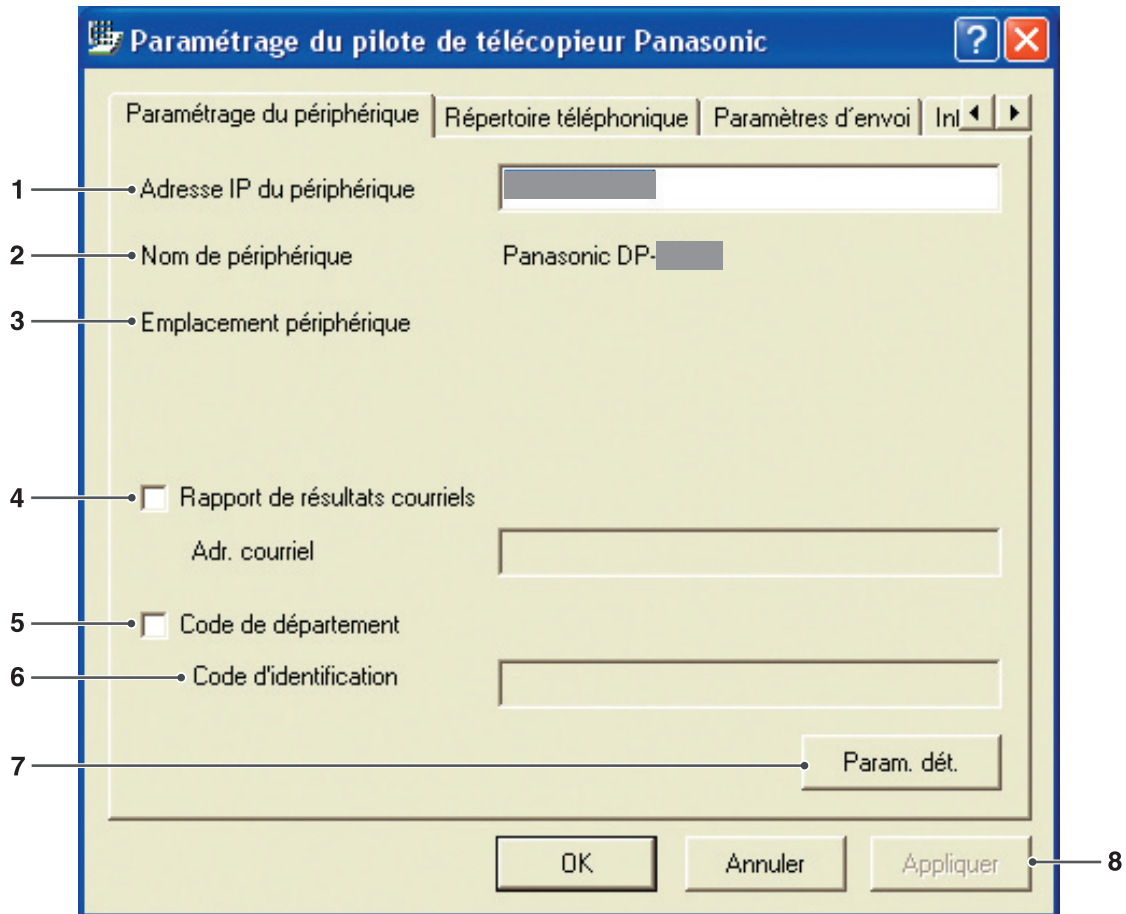 Paramétrage du pilote de télécopieur Panasonic ?
Paramétrage du périphérique Répertoire téléphonique Paramètres d´envoi
1 Adresse IP du périphérique
2 Nom de périphérique Panasonic DP-
3 Emplacement périphérique
4 Rapport de résultats courriels
Adr. courriel
5 Code de département
6 Code d'identification
7 Param. dét.
OK Annuler Appliquer 8